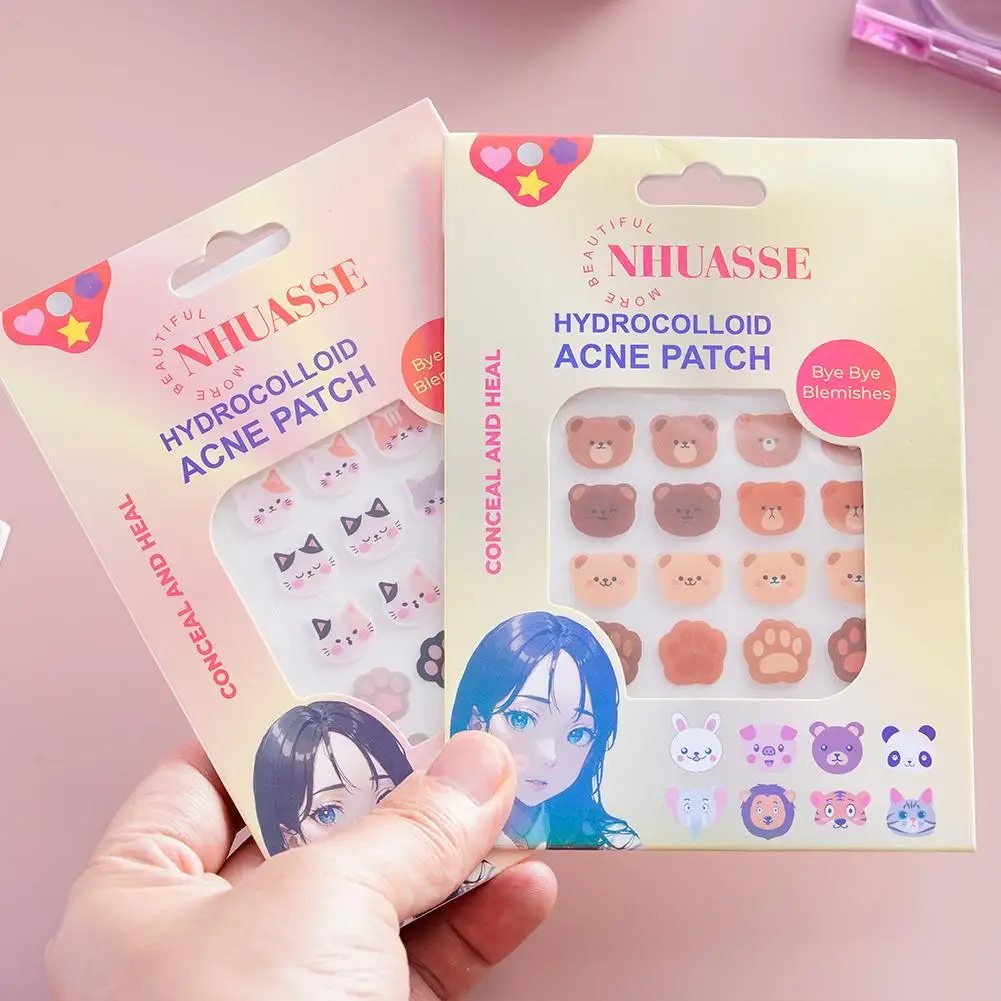 MORE BEAUTIFUL
NHUASSE
HYDROCOLLOID
ACNE PATCH
Bye
CONCEAL AND HEAL
MORE BEAUTIFUL
NHUASSE
HYDROCOLLOID
ACNE PATCH
Bye Bye
Blemishes
CONCEAL AND HEAL